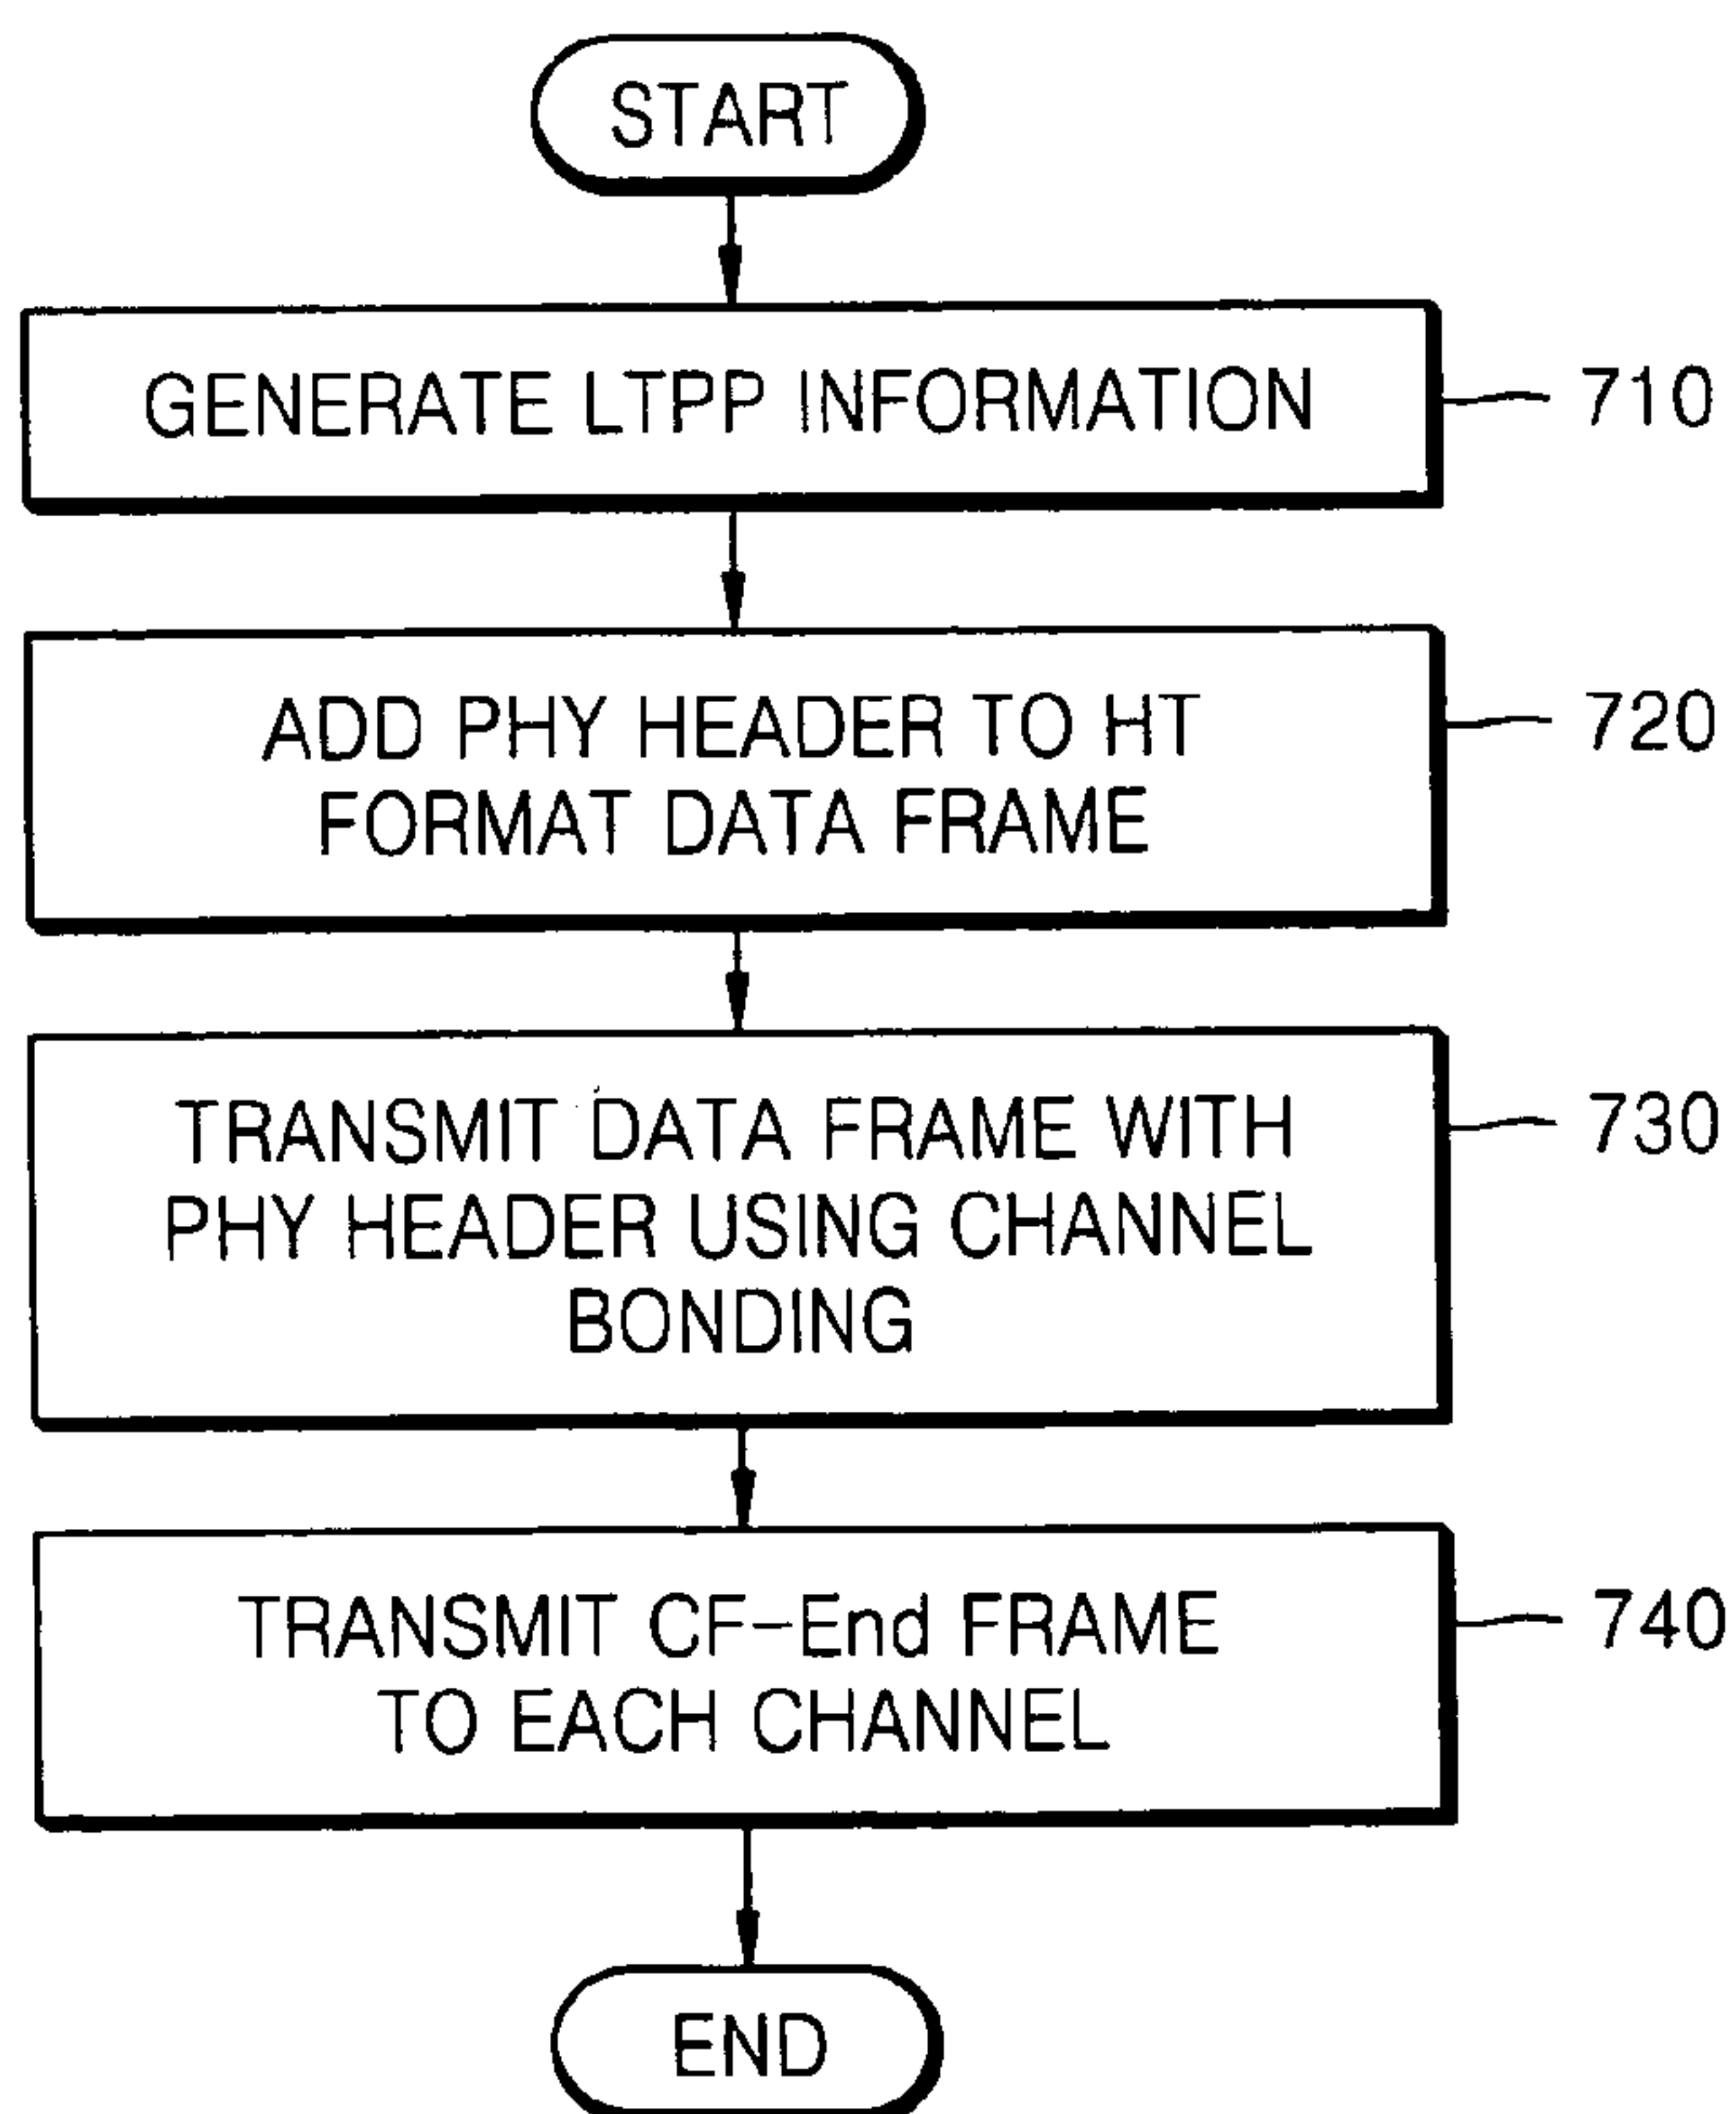 START
GENERATE LTPP INFORMATION
710
ADD PHY HEADER TO HT
FORMAT DATA FRAME
720
TRANSMIT DATA FRAME WITH
PHY HEADER USING CHANNEL
BONDING
730
TRANSMIT CF-End FRAME
TO EACH CHANNEL
740
END